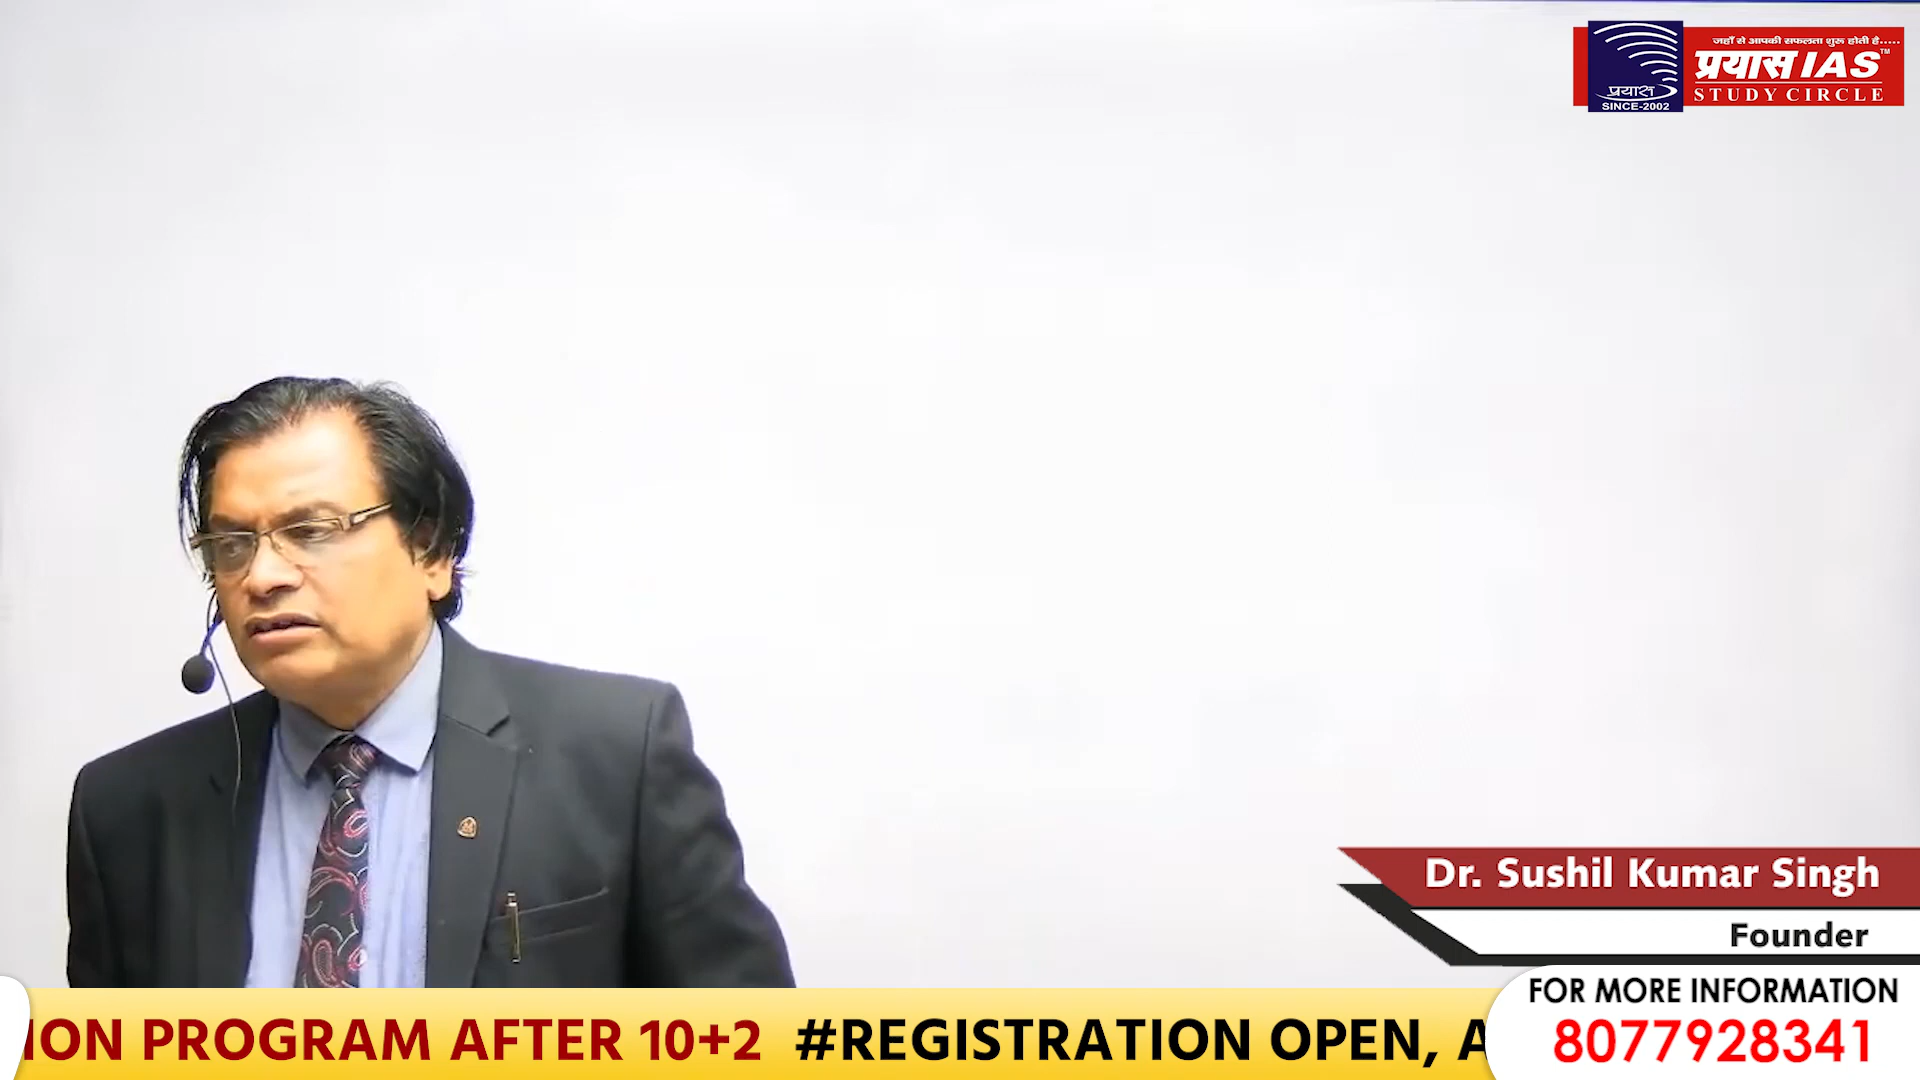 जहाँ से आपकी सफलता शुरू होती है.....
प्रयास IAS™
STUDY CIRCLE
प्रयास
SINCE-2002
Dr. Sushil Kumar Singh
Founder
FOR MORE INFORMATION
8077928341
ION PROGRAM AFTER 10+2 #REGISTRATION OPEN, A